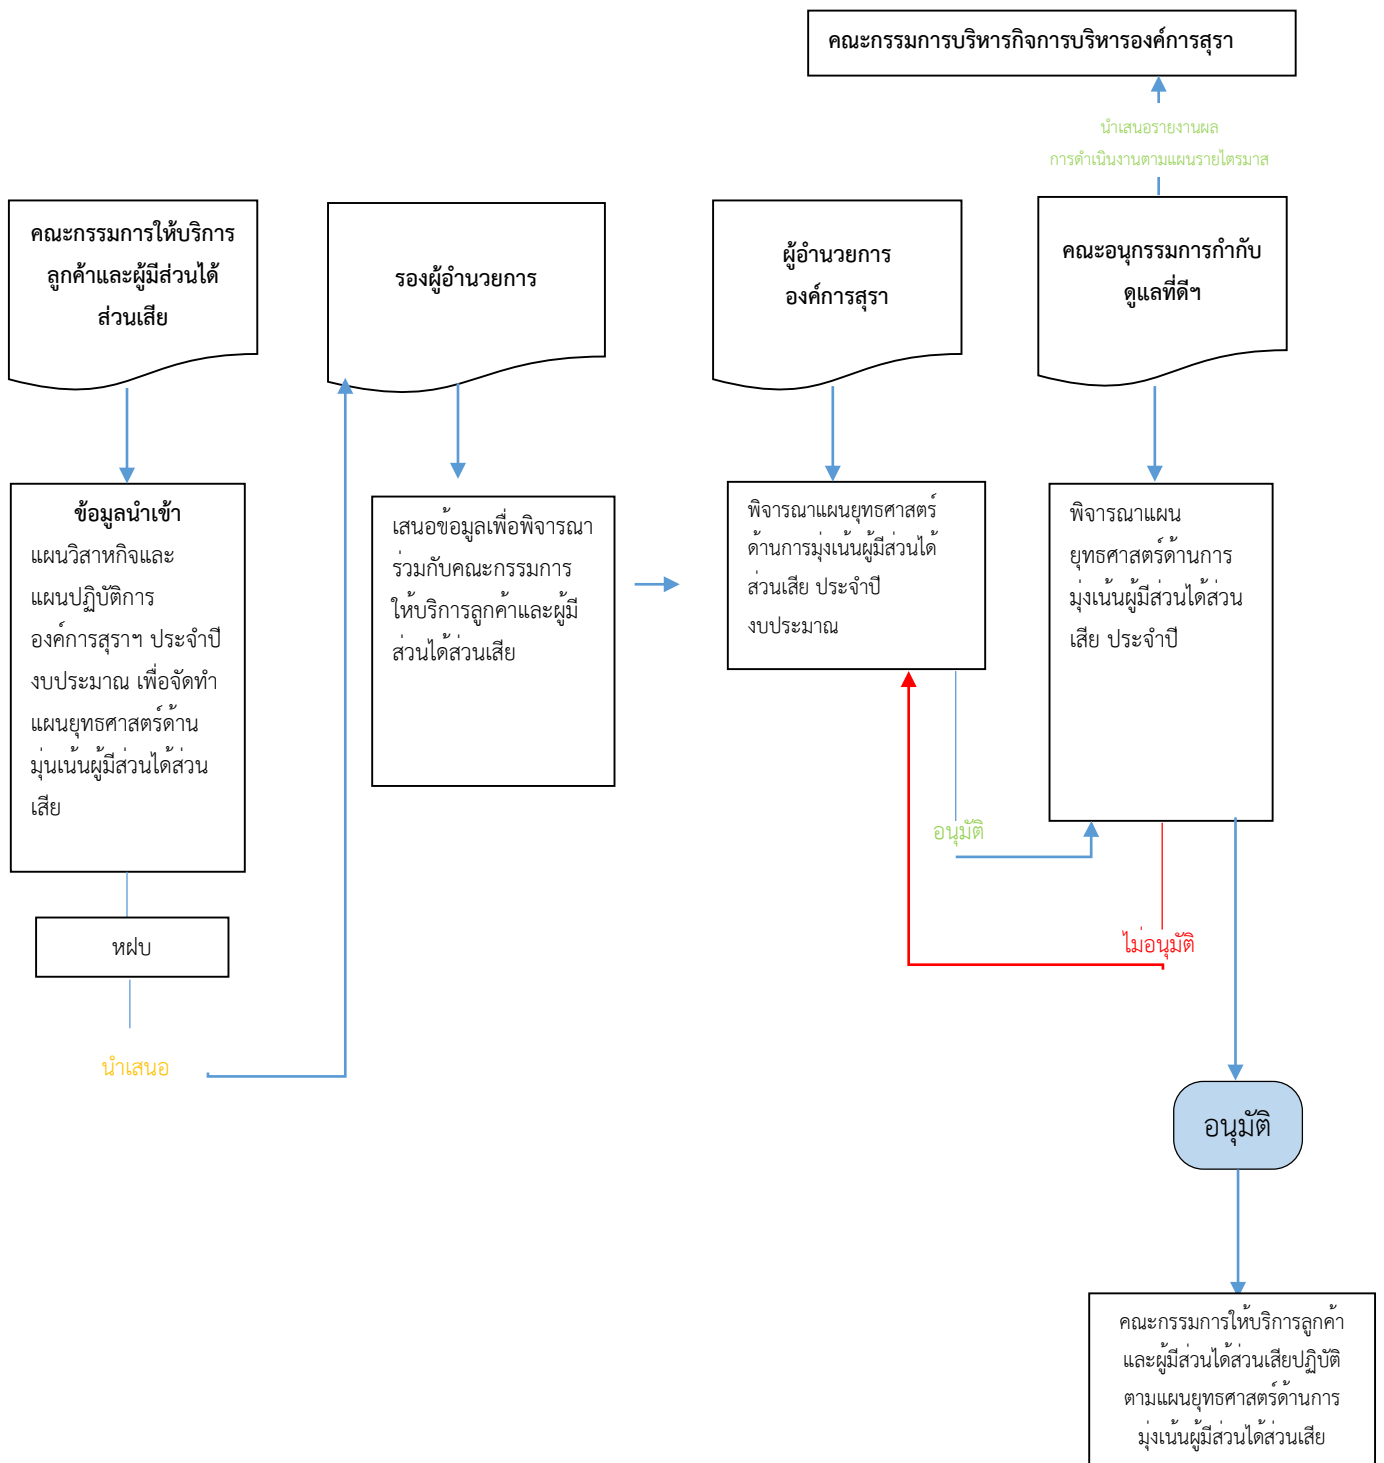 คณะกรรมการบริหารกิจการบริหารองค์การสุรา
นำเสนอรายงานผล
การดำเนินงานตามแผนรายไตรมาส
คณะกรรมการให้บริการ
ลูกค้าและผู้มีส่วนได้
ส่วนเสีย
รองผู้อำนวยการ
ผู้อำนวยการ
องค์การสุรา
คณะอนุกรรมการกำกับ
ดูแลที่ดีฯ
ข้อมูลนำเข้า
แผนวิสาหกิจและ
แผนปฏิบัติการ
องค์การสุราฯ ประจำปี
งบประมาณ เพื่อจัดทำ
แผนยุทธศาสตร์ด้าน
มุ่นเน้นผู้มีส่วนได้ส่วน
เสีย
เสนอข้อมูลเพื่อพิจารณา
ร่วมกับคณะกรรมการ
ให้บริการลูกค้าและผู้มี
ส่วนได้ส่วนเสีย
พิจารณาแผนยุทธศาสตร์
ด้านการมุ่งเน้นผู้มีส่วนได้
ส่วนเสีย ประจำปี
งบประมาณ
พิจารณาแผน
ยุทธศาสตร์ด้านการ
มุ่งเน้นผู้มีส่วนได้ส่วน
เสีย ประจำปี
อนุมัติ
หฝบ
ไม่อนุมัติ
นำเสนอ
อนุมัติ
คณะกรรมการให้บริการลูกค้า
และผู้มีส่วนได้ส่วนเสียปฏิบัติ
ตามแผนยุทธศาสตร์ด้านการ
มุ่งเน้นผู้มีส่วนได้ส่วนเสีย